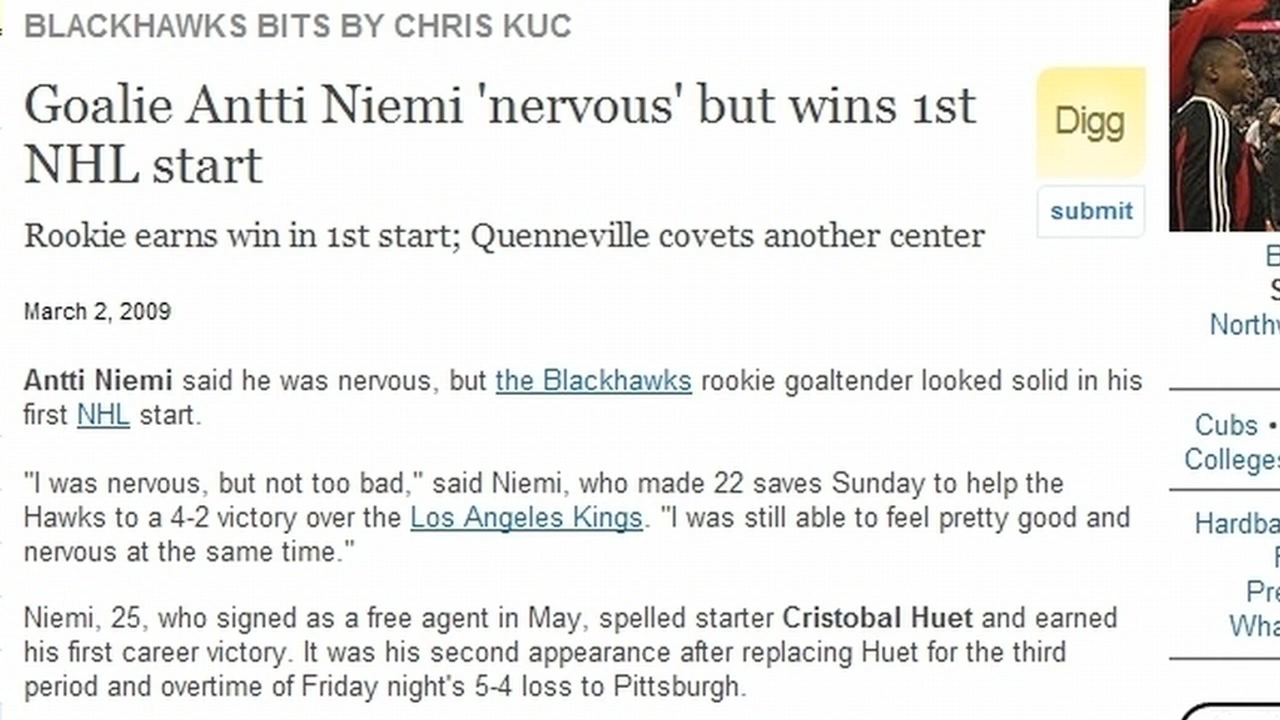 BLACKHAWKS BITS BY CHRIS KUC
Goalie Antti Niemi 'nervous' but wins 1st
NHL start
Digg
submit
Rookie earns win in 1st start; Quenneville covets another center
March 2, 2009
Antti Niemi said he was nervous, but the Blackhawks rookie goaltender looked solid in his
first NHL start.
"I was nervous, but not too bad," said Niemi, who made 22 saves Sunday to help the
Hawks to a 4-2 victory over the Los Angeles Kings. "I was still able to feel pretty good and
nervous at the same time."
Niemi, 25, who signed as a free agent in May, spelled starter Cristobal Huet and earned
his first career victory. It was his second appearance after replacing Huet for the third
period and overtime of Friday night's 5-4 loss to Pittsburgh.
Cubs •
Colleges